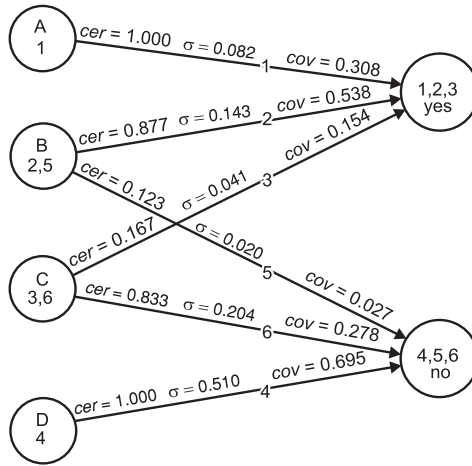 A
1
cer = 1.000 σ = 0.082 cov = 0.308
1
1,2,3
yes
B
2,5
cer = 0.877 σ = 0.143 cov = 0.538
2
cer = 0.123 σ = 0.020 cov = 0.027
5
C
3,6
cer = 0.167 σ = 0.041 cov = 0.154
3
cer = 0.833 σ = 0.204 cov = 0.278
6
4,5,6
no
D
4
cer = 1.000 σ = 0.510 cov = 0.695
4